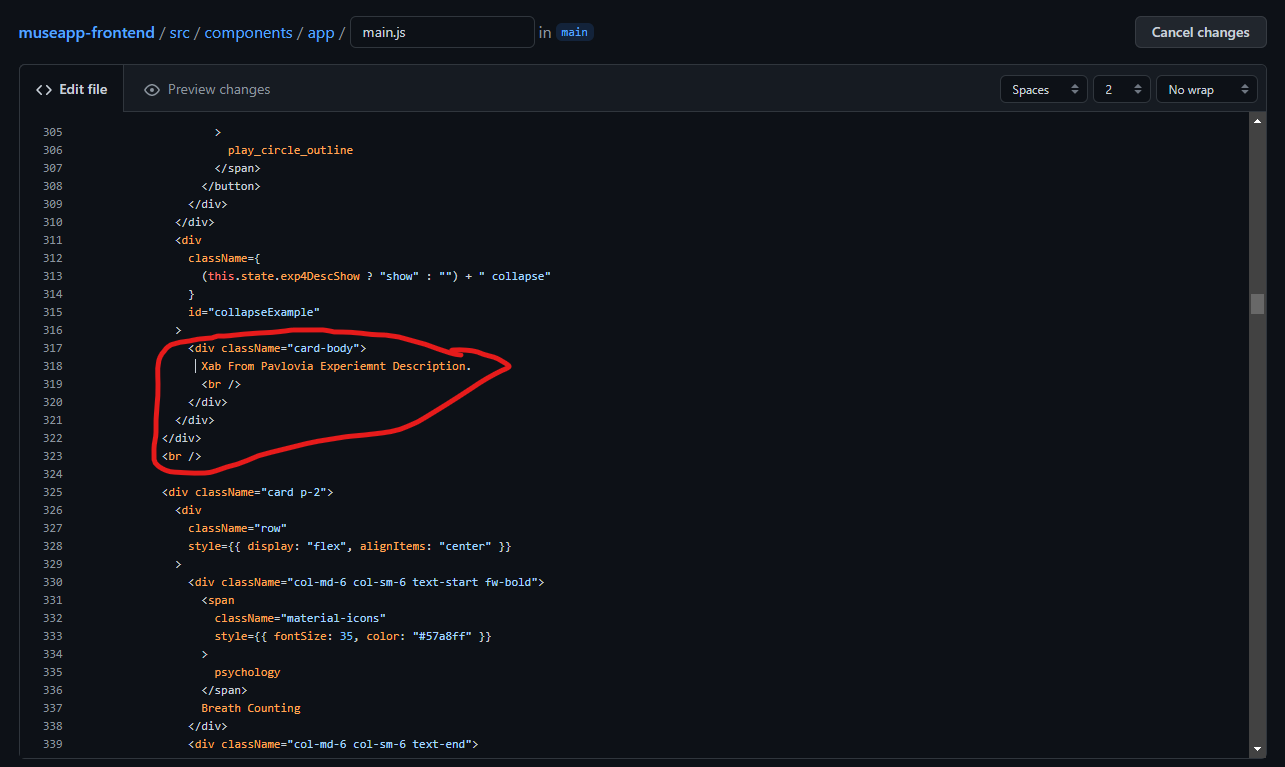 museapp-frontend / src / components / app / main.js in main Cancel changes
<> Edit file Preview changes Spaces 2 No wrap
305 >
306 play_circle_outline
307 </span>
308 </button>
309 </div>
310 </div>
311 <div
312 className={
313 (this.state.exp4DescShow ? "show" : "") + " collapse"
314 }
315 id="collapseExample"
316 >
317 <div className="card-body">
318 Xab From Pavlovia Experiemnt Description.
319 <br />
320 </div>
321 </div>
322 </div>
323 <br />
324
325 <div className="card p-2">
326 <div
327 className="row"
328 style={{ display: "flex", alignItems: "center" }}
329 >
330 <div className="col-md-6 col-sm-6 text-start fw-bold">
331 <span
332 className="material-icons"
333 style={{ fontSize: 35, color: "#57a8ff" }}
334 >
335 psychology
336 </span>
337 Breath Counting
338 </div>
339 <div className="col-md-6 col-sm-6 text-end">